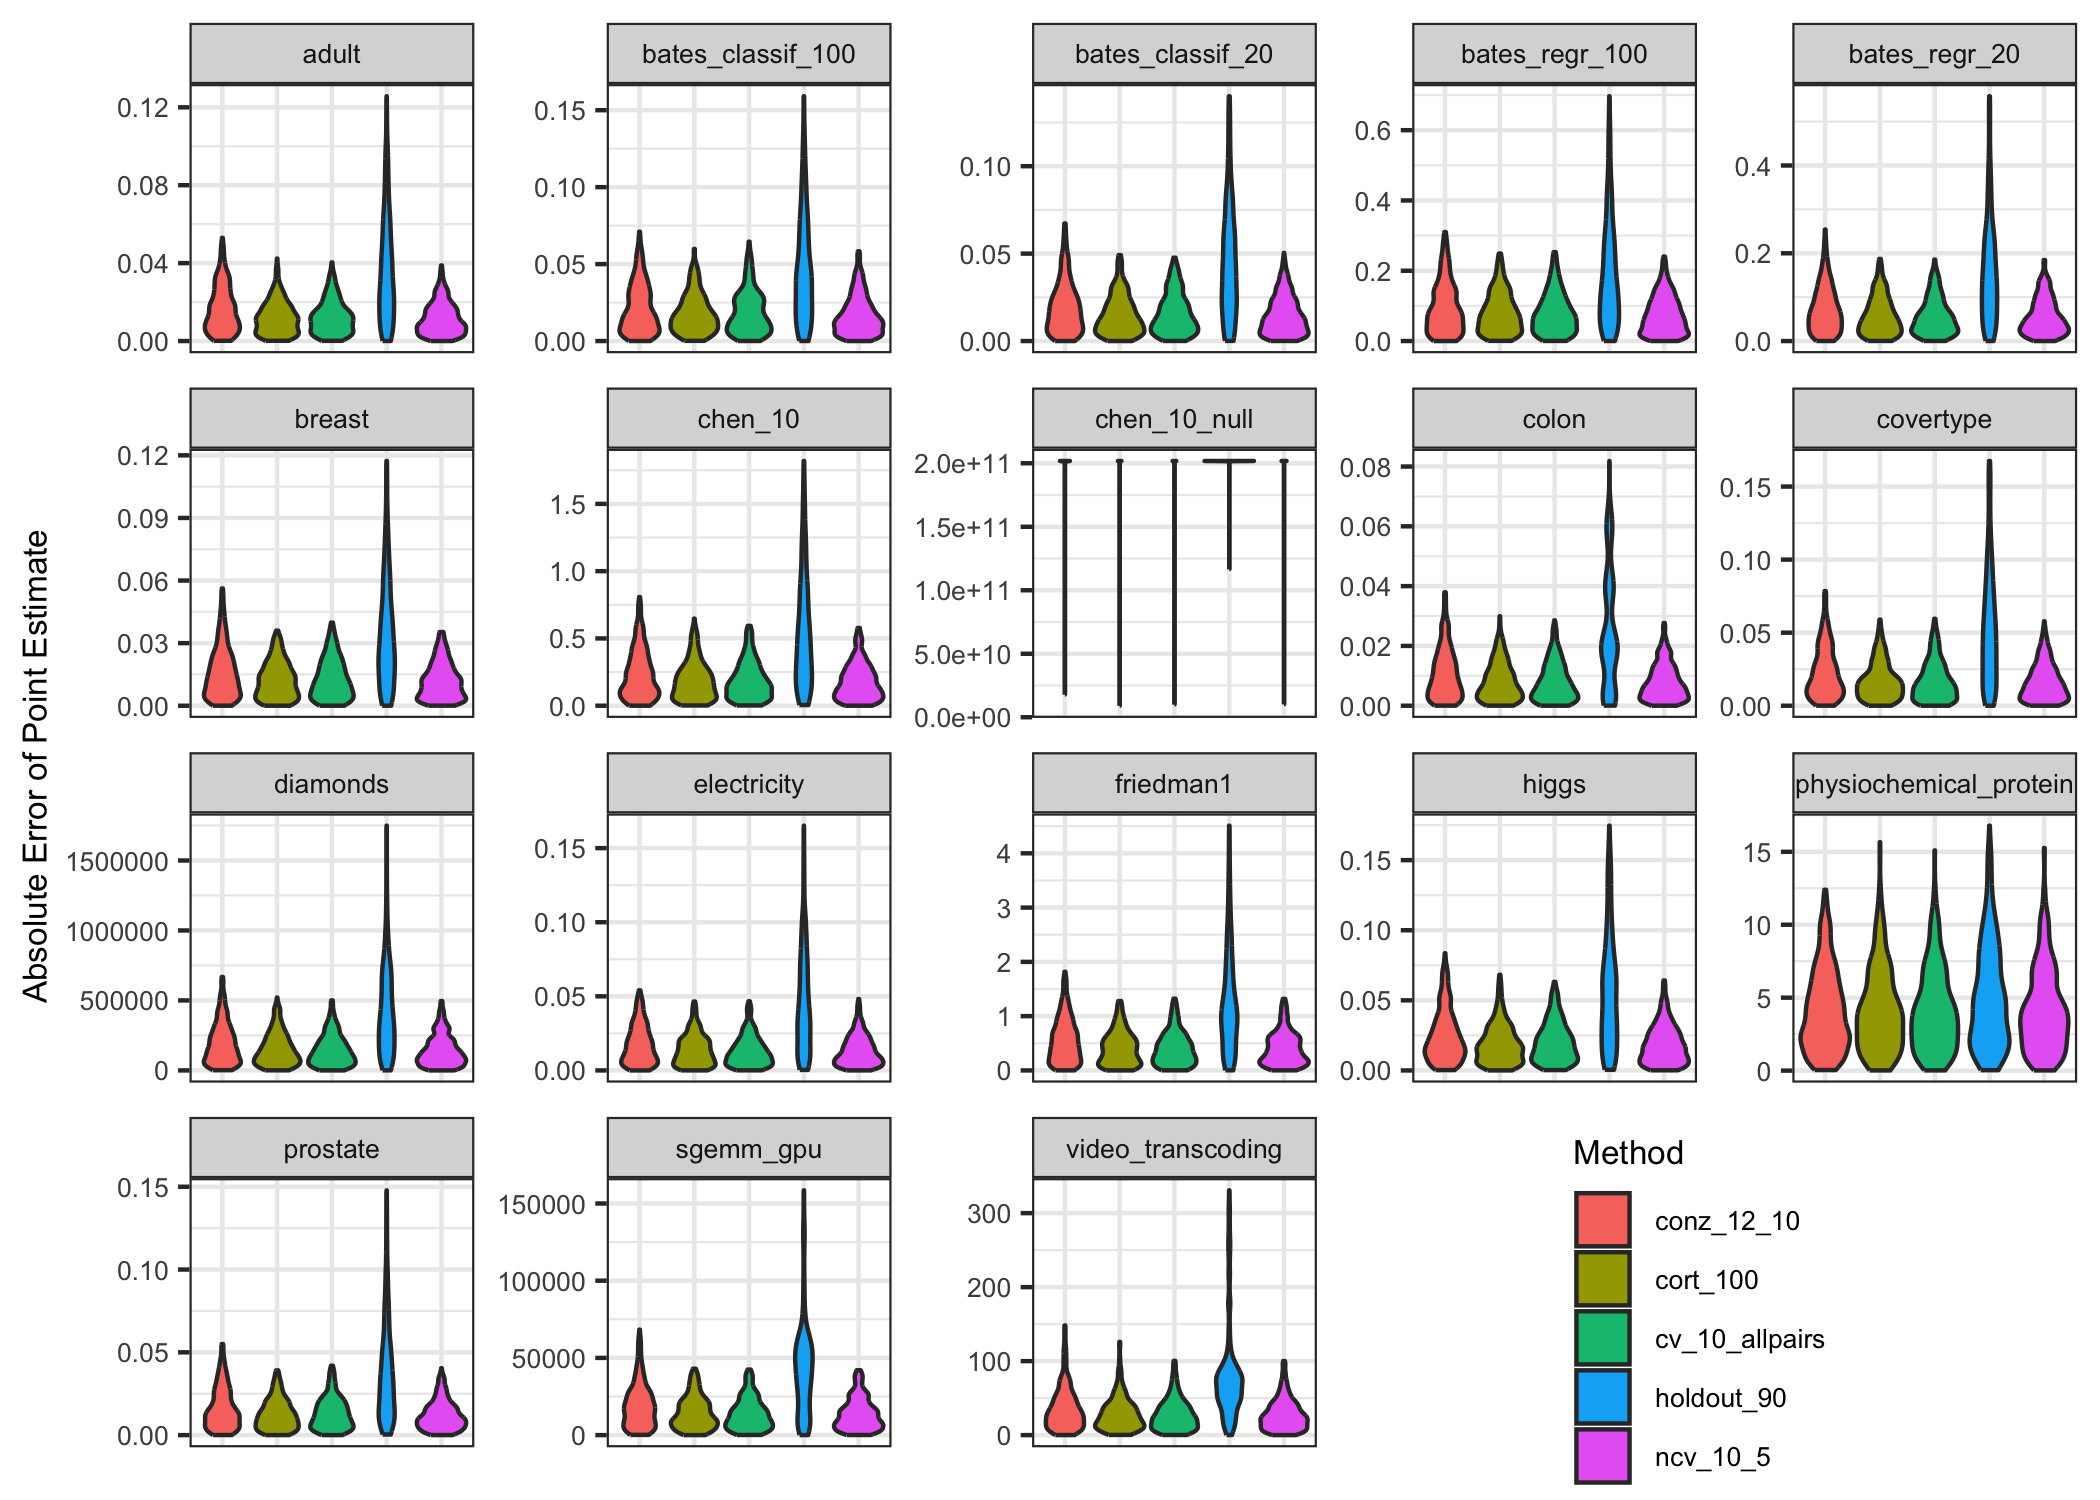 Absolute Error of Point Estimate
adult
0.12
0.08
0.04
0.00
bates_classif_100
0.15
0.10
0.05
0.00
bates_classif_20
0.10
0.05
0.00
bates_regr_100
0.6
0.4
0.2
0.0
bates_regr_20
0.4
0.2
0.0
breast
0.12
0.09
0.06
0.03
0.00
chen_10
1.5
1.0
0.5
0.0
chen_10_null
2.0e+11
1.5e+11
1.0e+11
5.0e+10
0.0e+00
colon
0.08
0.06
0.04
0.02
0.00
covertype
0.15
0.10
0.05
0.00
diamonds
1500000
1000000
500000
0
electricity
0.15
0.10
0.05
0.00
friedman1
4
3
2
1
0
higgs
0.15
0.10
0.05
0.00
physiochemical_protein
15
10
5
0
prostate
0.15
0.10
0.05
0.00
sgemm_gpu
150000
100000
50000
0
video_transcoding
300
200
100
0
Method
conz_12_10
cort_100
cv_10_allpairs
holdout_90
ncv_10_5